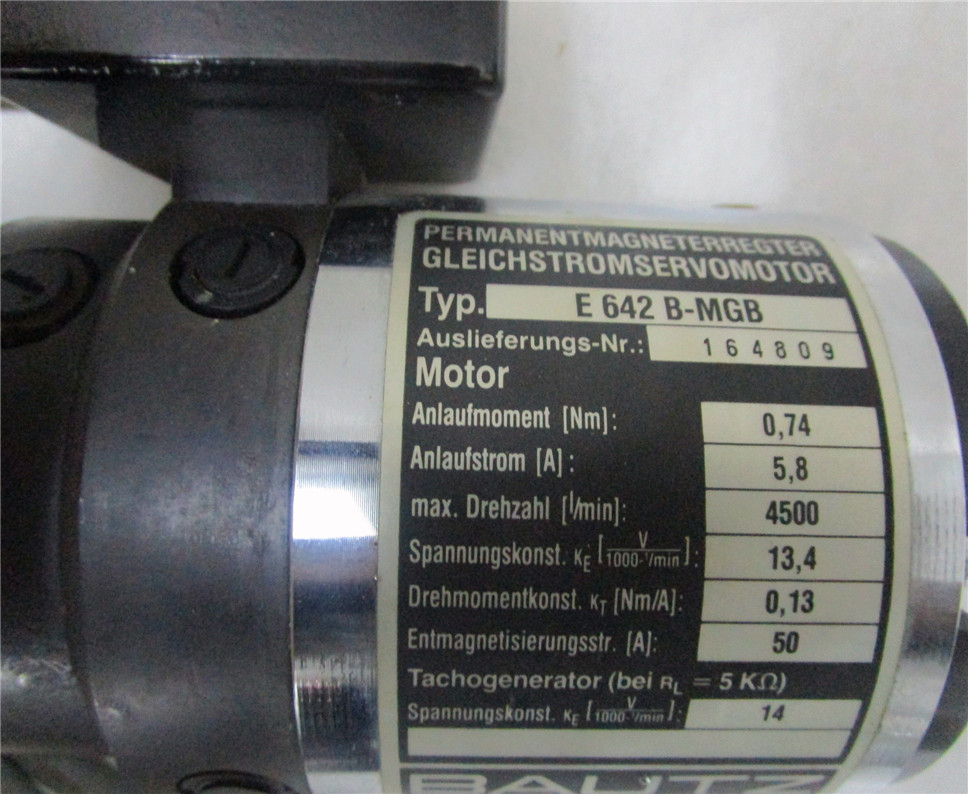 PERMANENTMAGNETERREGTER
GLEICHSTROMSERVOMOTOR
Typ. E 642 B-MGB
Auslieferungs-Nr.: 164809
Motor
Anlaufmoment [Nm]: 0,74
Anlaufstrom [A]: 5,8
max. Drehzahl [1/min]: 4500
Spannungskonst. KE [V/1000·1/min]: 13,4
Drehmomentkonst. KT [Nm/A]: 0,13
Entmagnetisierungsstr. [A]: 50
Tachogenerator (bei RL = 5 KΩ)
Spannungskonst. KE [V/1000·1/min]: 14
BAUTZ